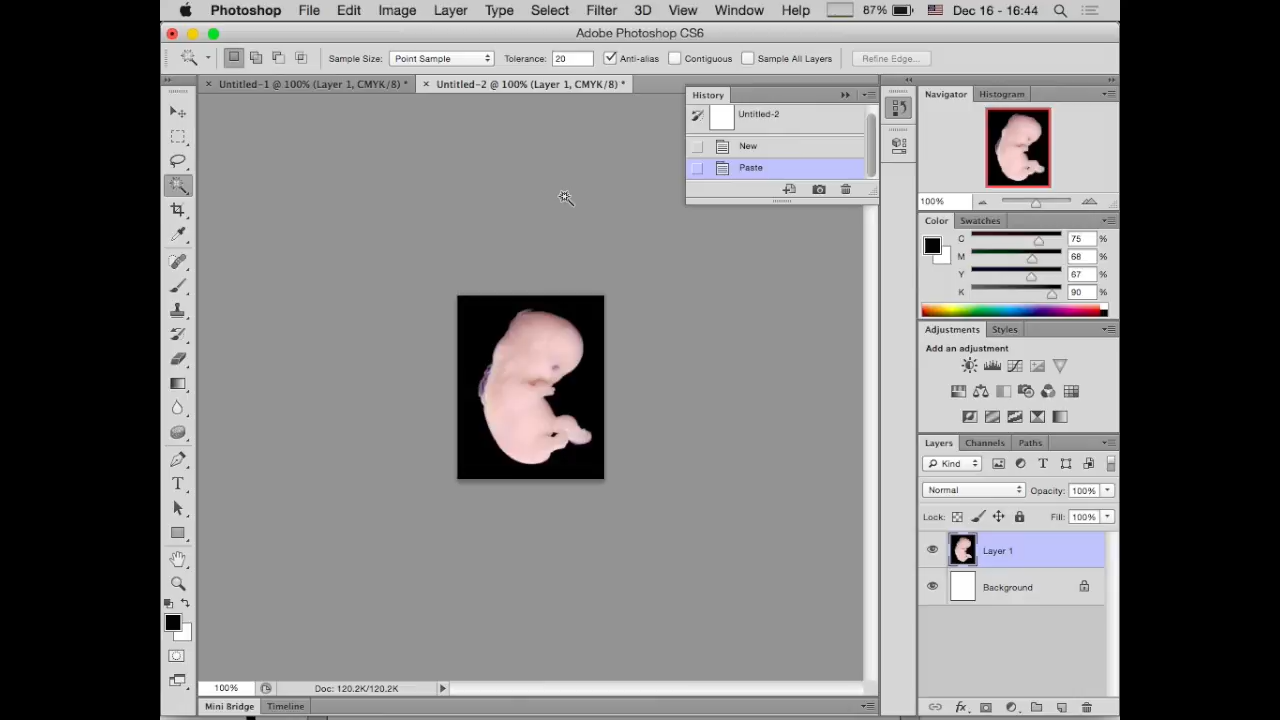 Photoshop File Edit Image Layer Type Select Filter 3D View Window Help 87% Dec 16 - 16:44
Adobe Photoshop CS6
Sample Size: Point Sample Tolerance: 20 Anti-alias Contiguous Sample All Layers Refine Edge...
Untitled-1 @ 100% (Layer 1, CMYK/8) * Untitled-2 @ 100% (Layer 1, CMYK/8) *
History
Untitled-2
New
Paste
Navigator Histogram
100%
Color Swatches
C 75 %
M 68 %
Y 67 %
K 90 %
Adjustments Styles
Add an adjustment
Layers Channels Paths
Kind
Normal Opacity: 100%
Lock: Fill: 100%
Layer 1
Background
100% Doc: 120.2K/120.2K
Mini Bridge Timeline